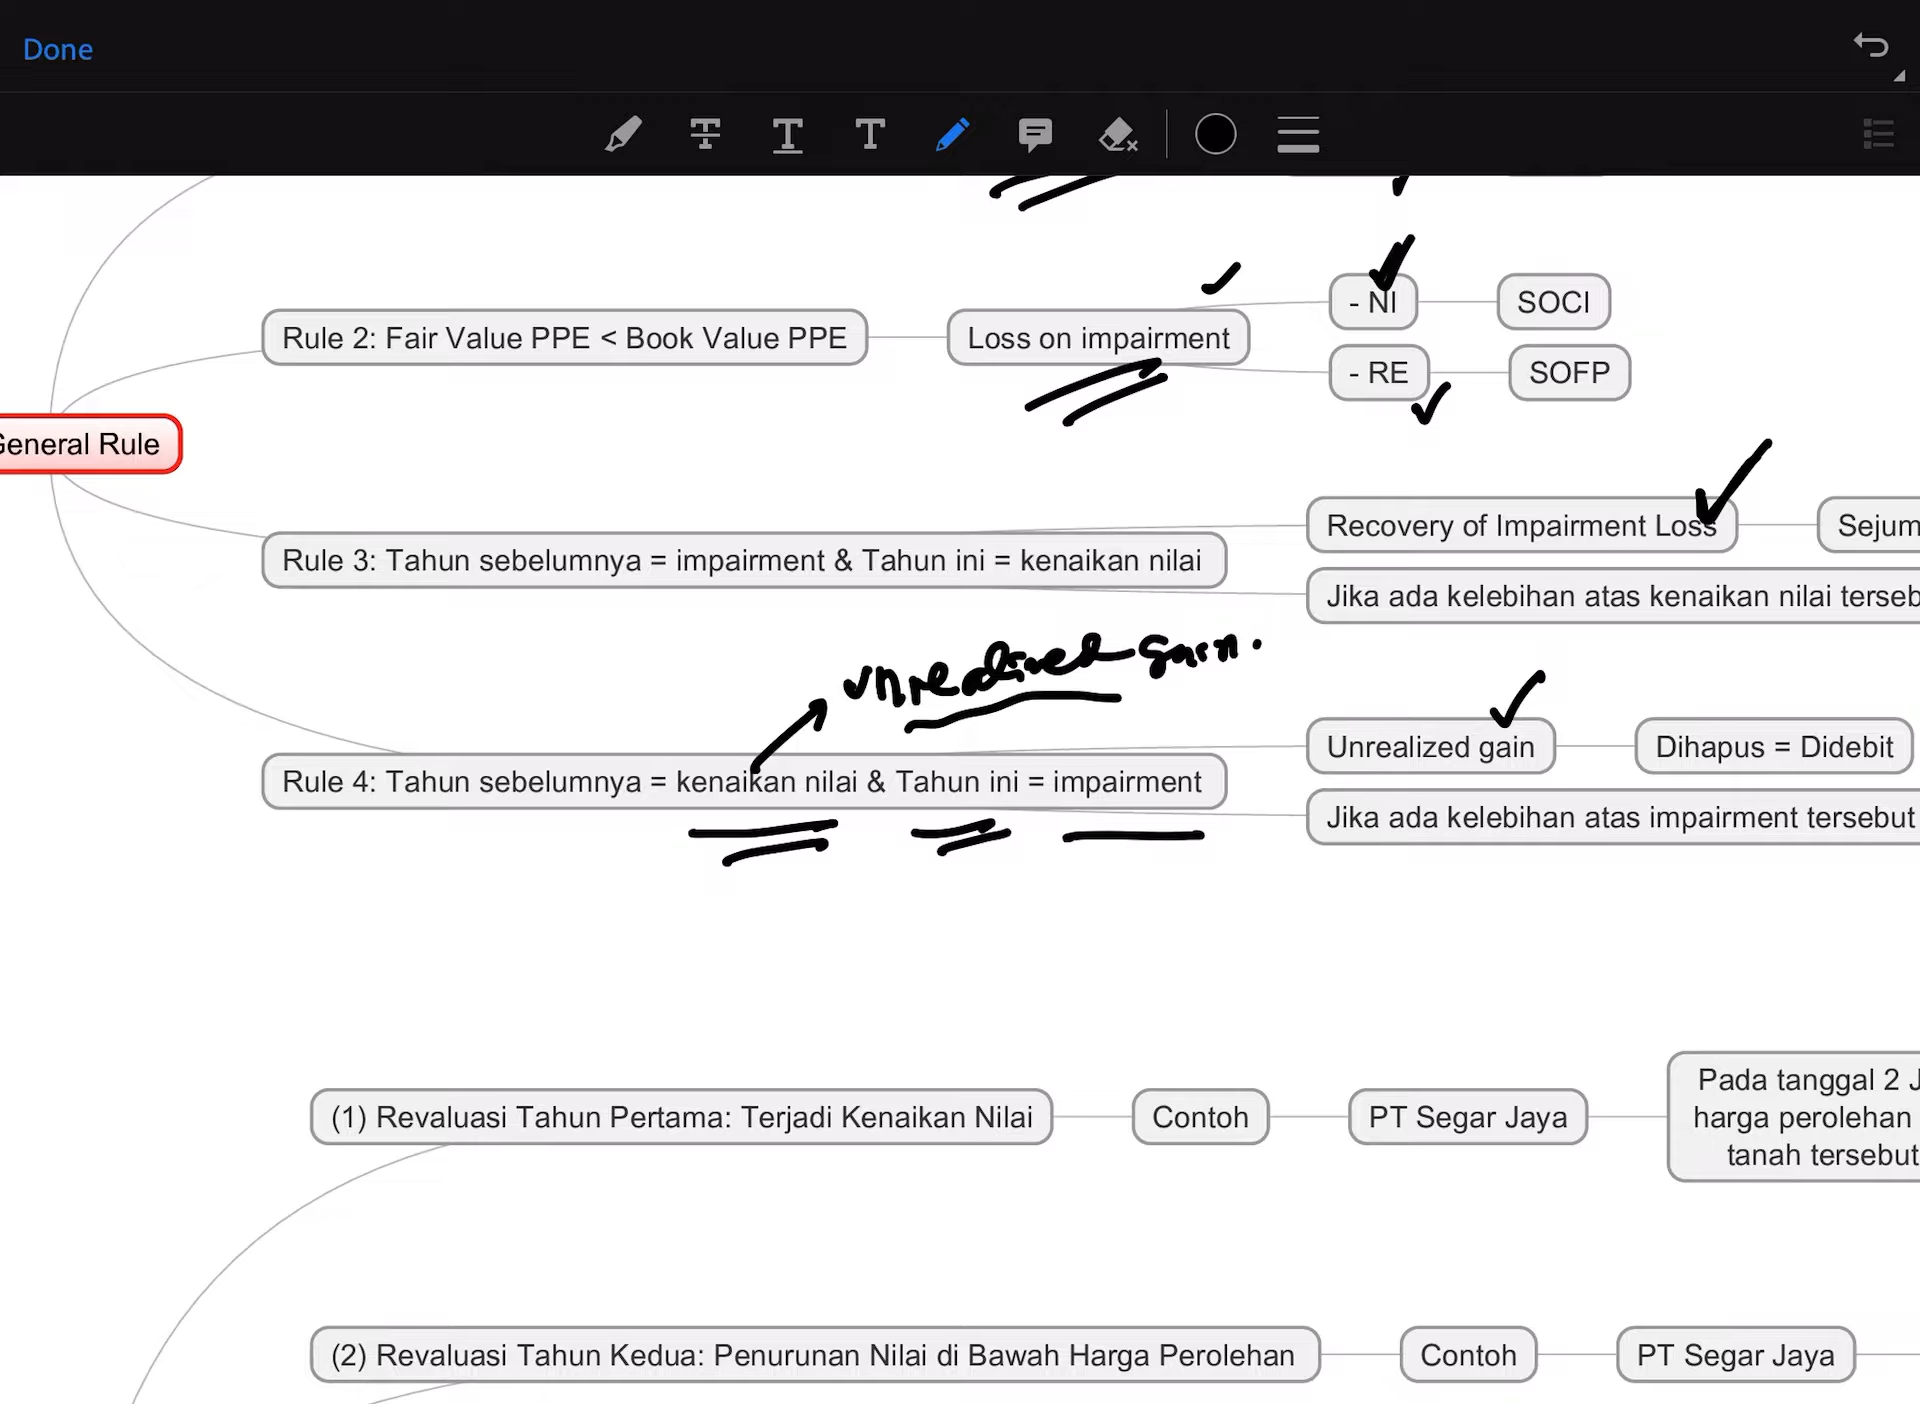 Done
Rule 2: Fair Value PPE < Book Value PPE
Loss on impairment
- NI
SOCI
- RE
SOFP
General Rule
Rule 3: Tahun sebelumnya = impairment & Tahun ini = kenaikan nilai
Recovery of Impairment Loss
Sejum
Jika ada kelebihan atas kenaikan nilai terseb
unrealized gain.
Rule 4: Tahun sebelumnya = kenaikan nilai & Tahun ini = impairment
Unrealized gain
Dihapus = Didebit
Jika ada kelebihan atas impairment tersebut
(1) Revaluasi Tahun Pertama: Terjadi Kenaikan Nilai
Contoh
PT Segar Jaya
Pada tanggal 2 J
harga perolehan
tanah tersebut
(2) Revaluasi Tahun Kedua: Penurunan Nilai di Bawah Harga Perolehan
Contoh
PT Segar Jaya